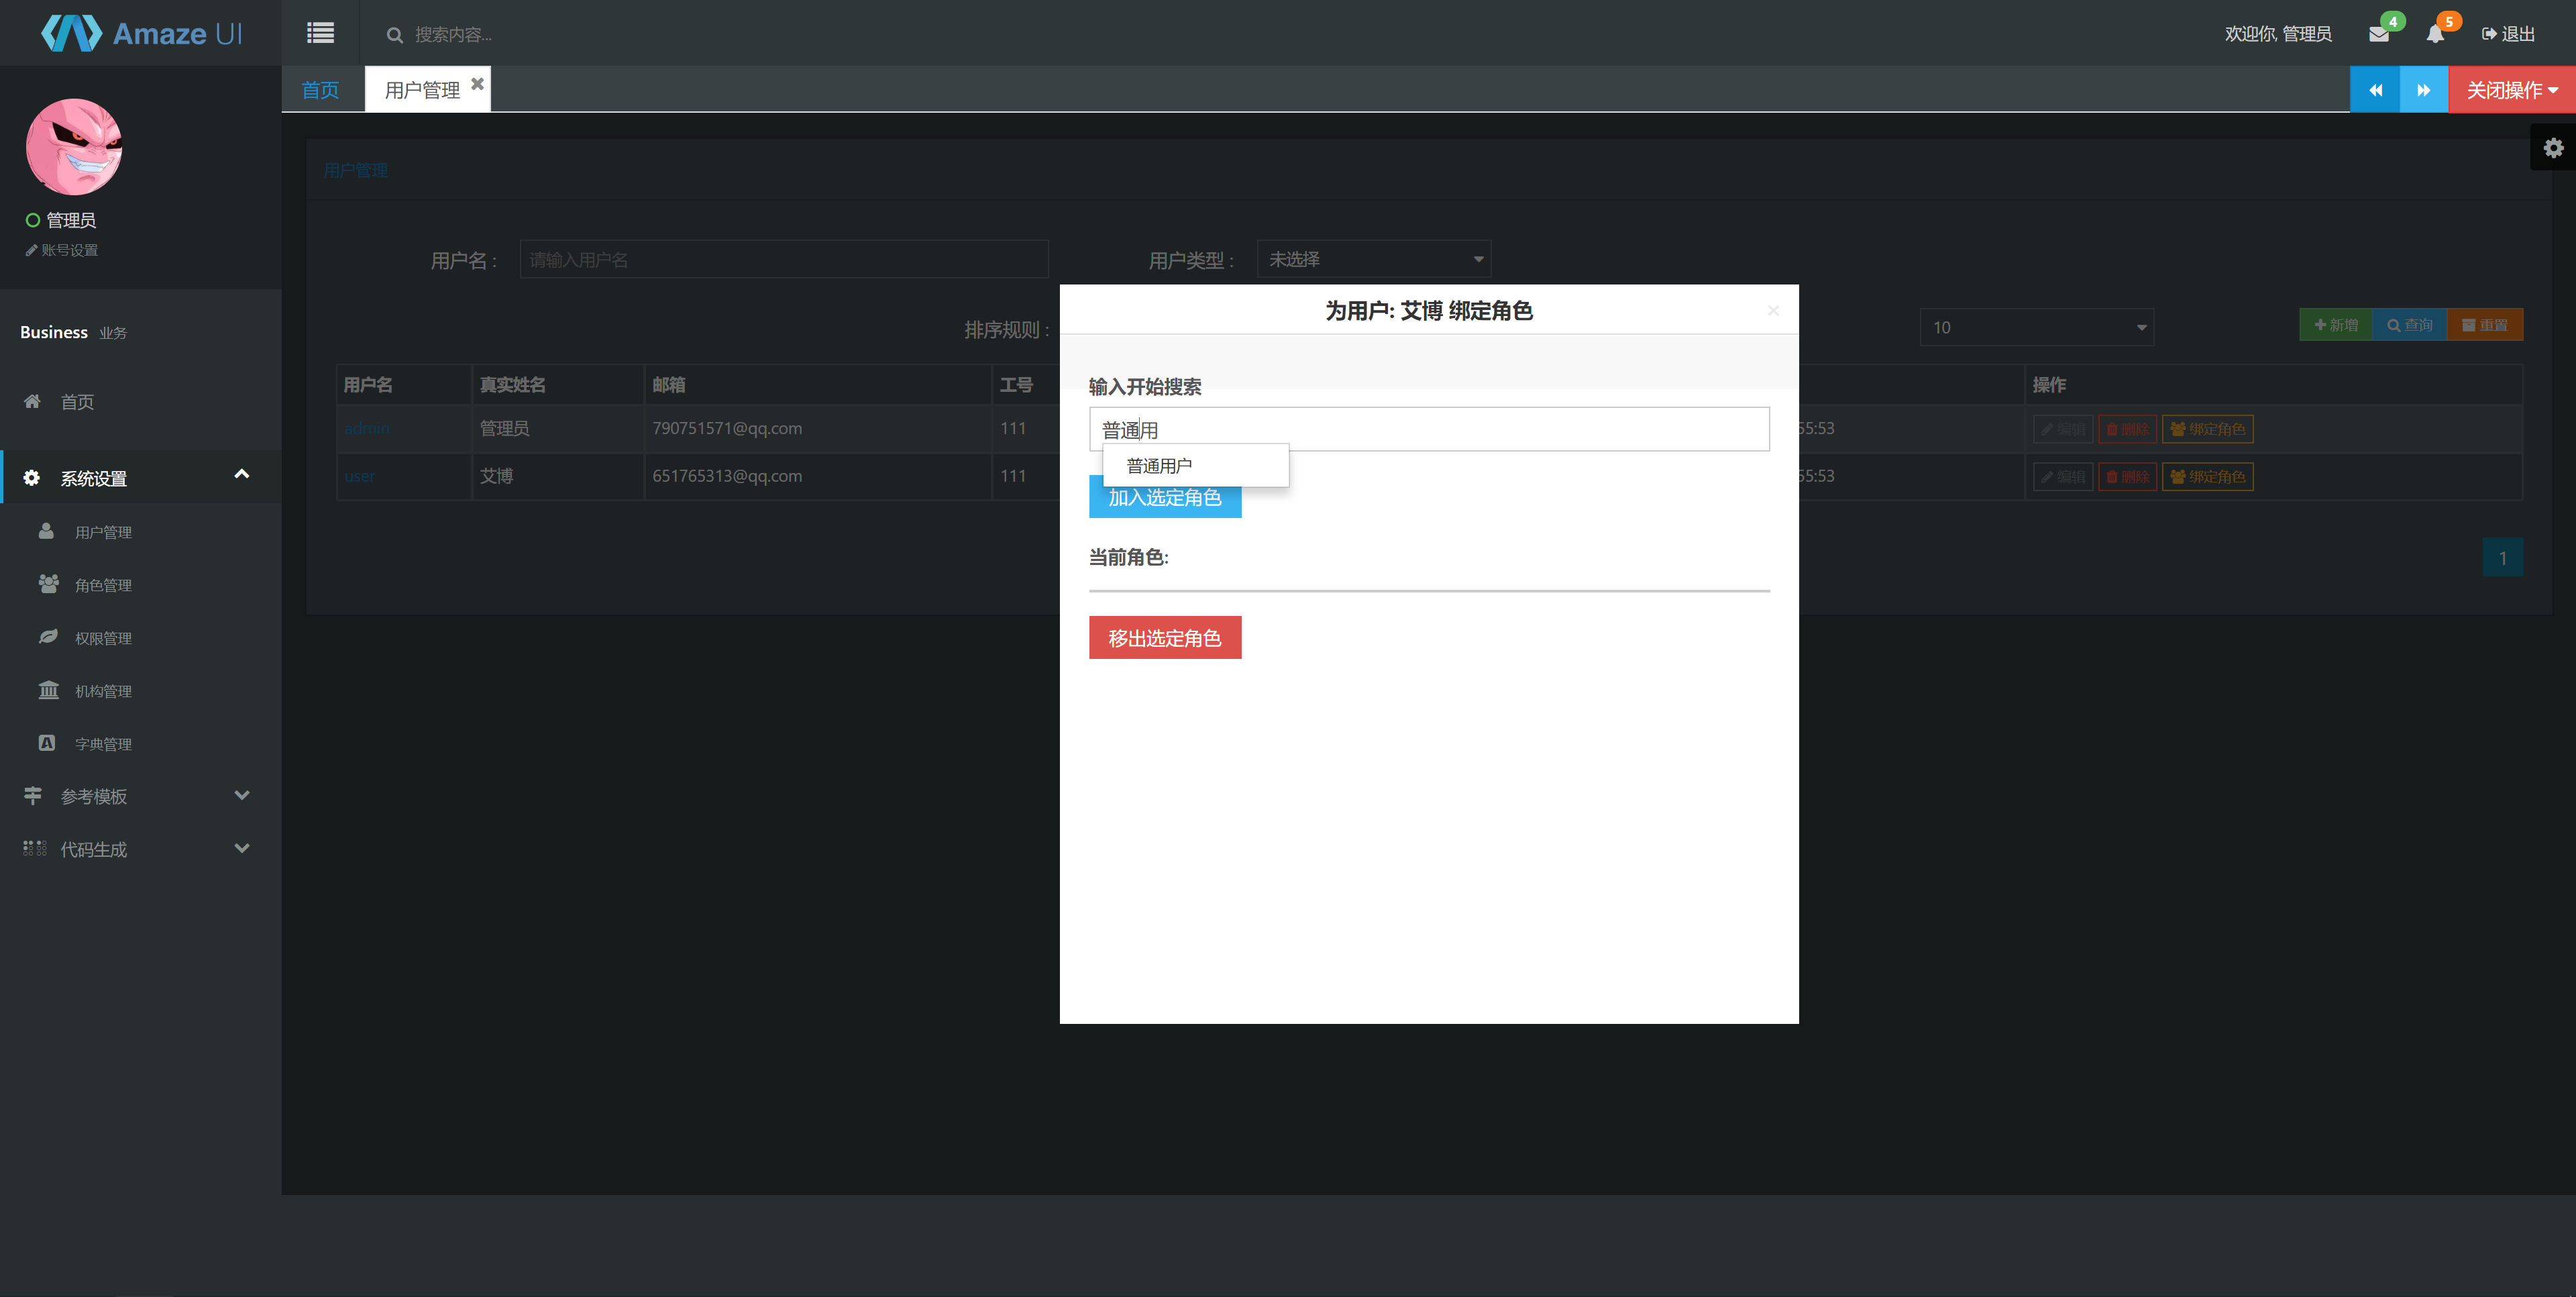 Amaze UI
搜索内容...
欢迎你, 管理员
4
5
退出
首页
用户管理
关闭操作
管理员
账号设置
Business 业务
首页
系统设置
用户管理
角色管理
权限管理
机构管理
字典管理
参考模板
代码生成
用户管理
用户名 :
请输入用户名
用户类型 :
未选择
排序规则 :
10
新增
查询
重置
用户名 真实姓名 邮箱 工号 操作
admin 管理员 790751571@qq.com 111 55:53 编辑 删除 绑定角色
user 艾博 651765313@qq.com 111 55:53 编辑 删除 绑定角色
1
为用户: 艾博 绑定角色
×
输入开始搜索
普通用
普通用户
加入选定角色
当前角色:
移出选定角色